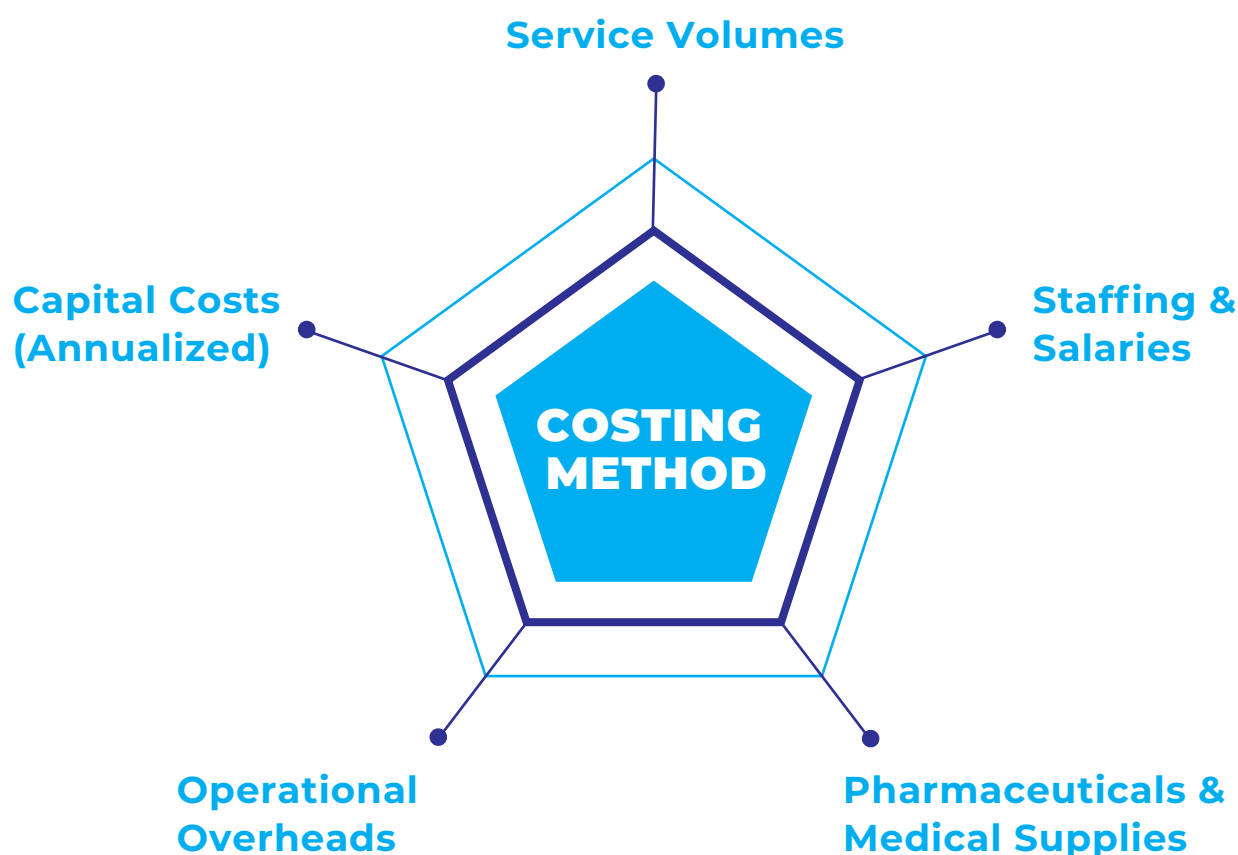 Service Volumes
Capital Costs
(Annualized)
Staffing &
Salaries
COSTING
METHOD
Operational
Overheads
Pharmaceuticals &
Medical Supplies